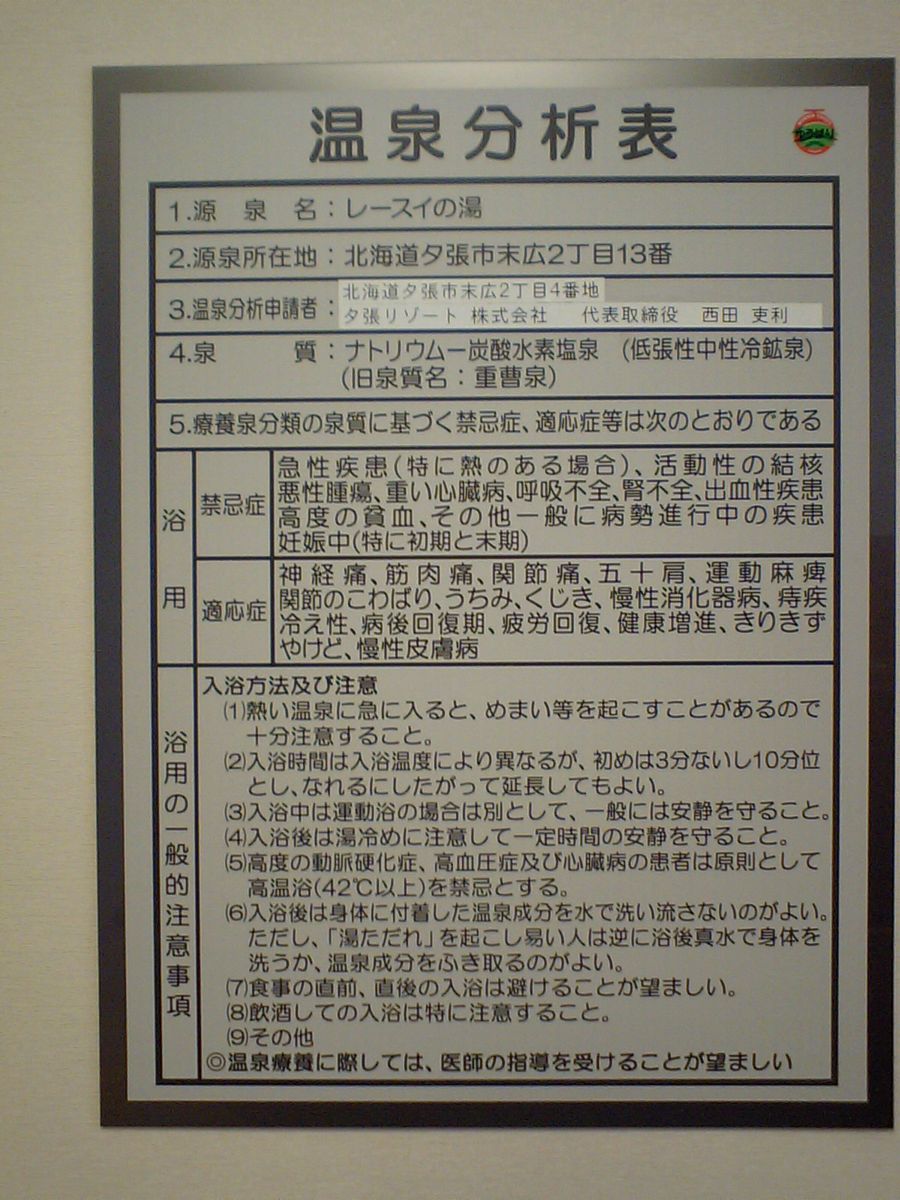 温泉分析表
ゆうばり
1.源泉名：レースイの湯
2.源泉所在地：北海道夕張市末広2丁目13番
3.温泉分析申請者：北海道夕張市末広2丁目4番地
夕張リゾート 株式会社 代表取締役 西田 吏利
4.泉質：ナトリウム－炭酸水素塩泉 (低張性中性冷鉱泉)
(旧泉質名：重曹泉)
5.療養泉分類の泉質に基づく禁忌症、適応症等は次のとおりである
浴用
禁忌症
急性疾患(特に熱のある場合)、活動性の結核
悪性腫瘍、重い心臓病、呼吸不全、腎不全、出血性疾患
高度の貧血、その他一般に病勢進行中の疾患
妊娠中(特に初期と末期)
適応症
神経痛、筋肉痛、関節痛、五十肩、運動麻痺
関節のこわばり、うちみ、くじき、慢性消化器病、痔疾
冷え性、病後回復期、疲労回復、健康増進、きりきず
やけど、慢性皮膚病
浴用の一般的注意事項
入浴方法及び注意
⑴熱い温泉に急に入ると、めまい等を起こすことがあるので
十分注意すること。
⑵入浴時間は入浴温度により異なるが、初めは3分ないし10分位
とし、なれるにしたがって延長してもよい。
⑶入浴中は運動浴の場合は別として、一般には安静を守ること。
⑷入浴後は湯冷めに注意して一定時間の安静を守ること。
⑸高度の動脈硬化症、高血圧症及び心臓病の患者は原則として
高温浴(42℃以上)を禁忌とする。
⑹入浴後は身体に付着した温泉成分を水で洗い流さないのがよい。
ただし、「湯ただれ」を起こし易い人は逆に浴後真水で身体を
洗うか、温泉成分をふき取るのがよい。
⑺食事の直前、直後の入浴は避けることが望ましい。
⑻飲酒しての入浴は特に注意すること。
⑼その他
◎温泉療養に際しては、医師の指導を受けることが望ましい